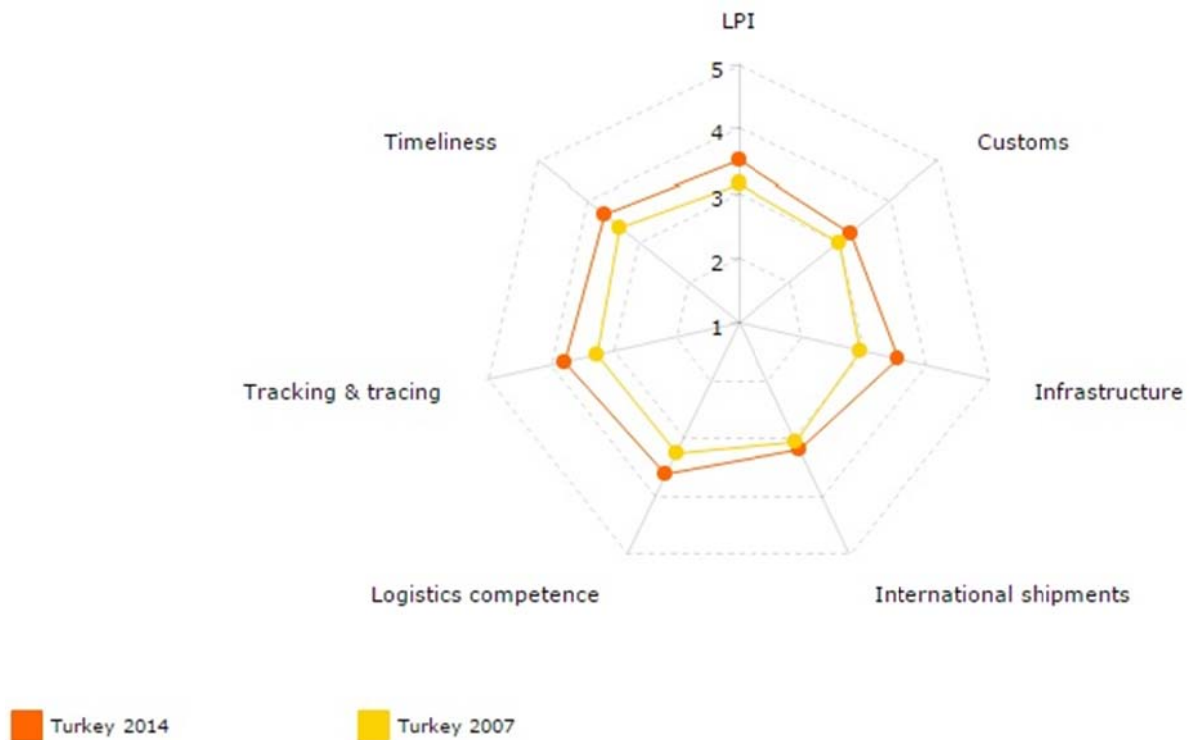 LPI
5
Timeliness
Customs
4
3
2
1
Tracking & tracing
Infrastructure
Logistics competence
International shipments
Turkey 2014
Turkey 2007